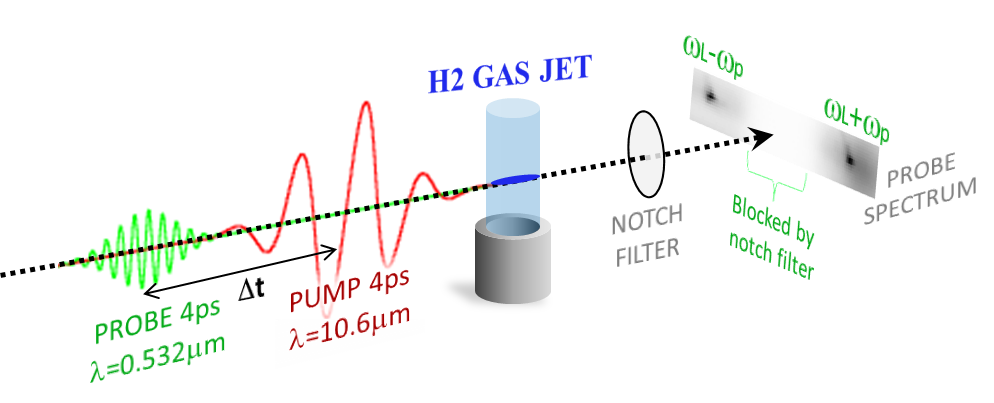 H2 GAS JET
ωL-ωp
ωL+ωp
PROBE
SPECTRUM
Blocked by
notch filter
NOTCH
FILTER
Δt
PUMP 4ps
λ=10.6μm
PROBE 4ps
λ=0.532μm